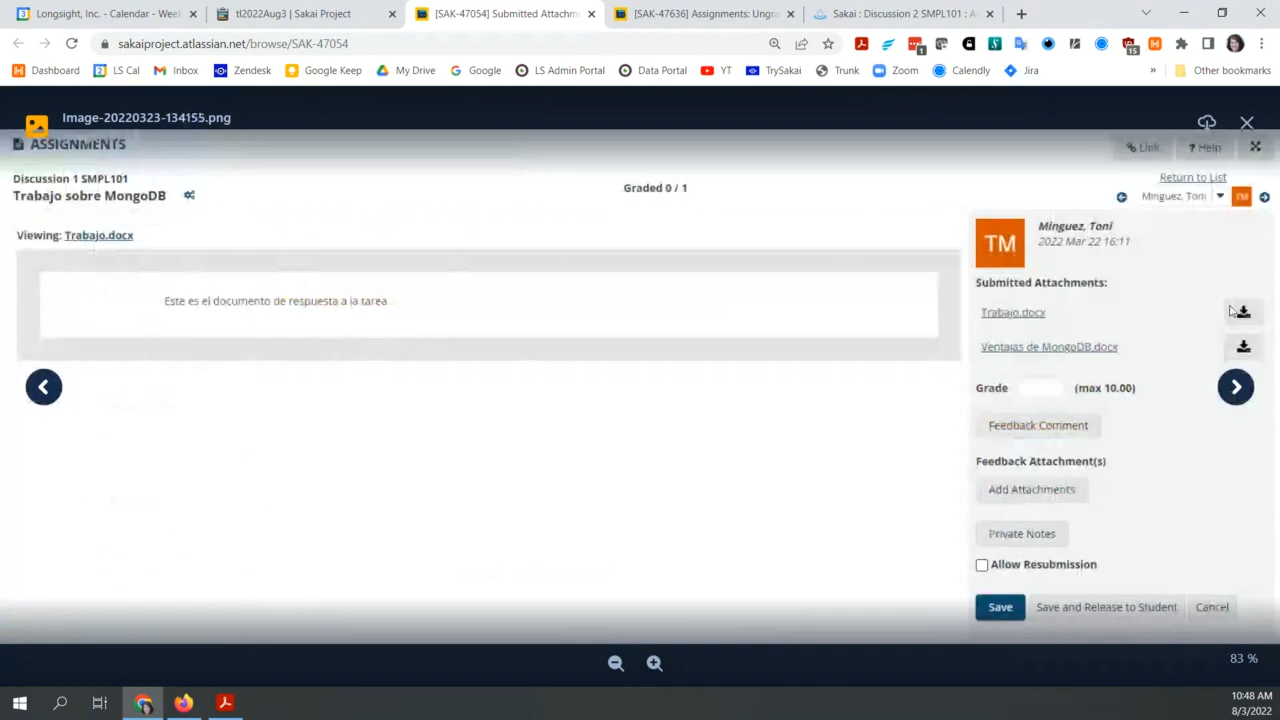 Longsight, Inc. - Calendar - Week
tl2022Aug3 | Sakai Project
[SAK-47054] Submitted Attachm
[SAK-47636] Assignments: Ungra
Sakai : Discussion 2 SMPL101 : A
sakaiproject.atlassian.net/browse/SAK-47054
1
15
Dashboard
LS Cal
Inbox
Zendesk
Google Keep
My Drive
Google
LS Admin Portal
Data Portal
YT
TrySakai
Trunk
Zoom
Calendly
Jira
»
Other bookmarks
Image-20220323-134155.png
ASSIGNMENTS
Link
? Help
Discussion 1 SMPL101
Trabajo sobre MongoDB
Graded 0 / 1
Return to List
Minguez, Toni
TM
Viewing: Trabajo.docx
Este es el documento de respuesta a la tarea
TM
Minguez, Toni
2022 Mar 22 16:11
Submitted Attachments:
Trabajo.docx
Ventajas de MongoDB.docx
Grade
(max 10.00)
Feedback Comment
Feedback Attachment(s)
Add Attachments
Private Notes
Allow Resubmission
Save
Save and Release to Student
Cancel
83 %
10:48 AM
8/3/2022